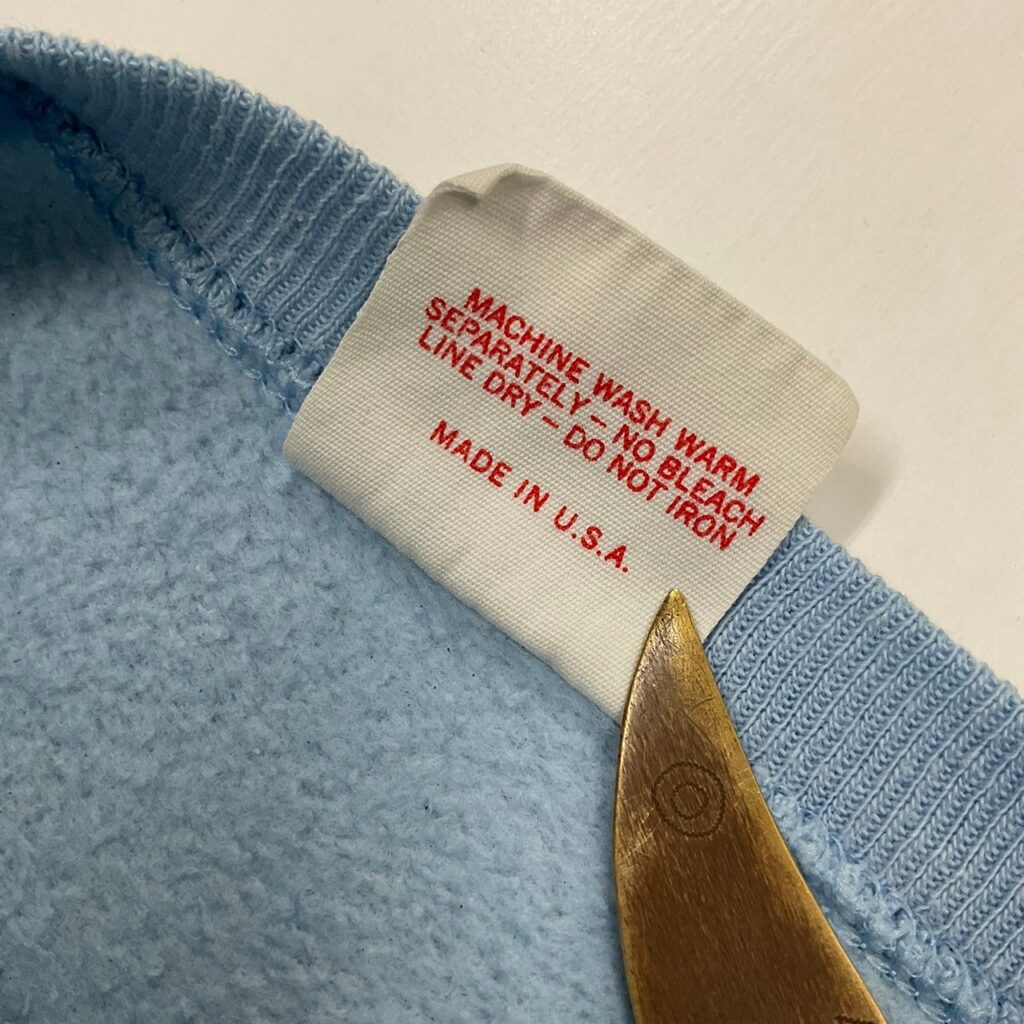 MACHINE WASH WARM
SEPARATELY – NO BLEACH
LINE DRY – DO NOT IRON
MADE IN U.S.A.